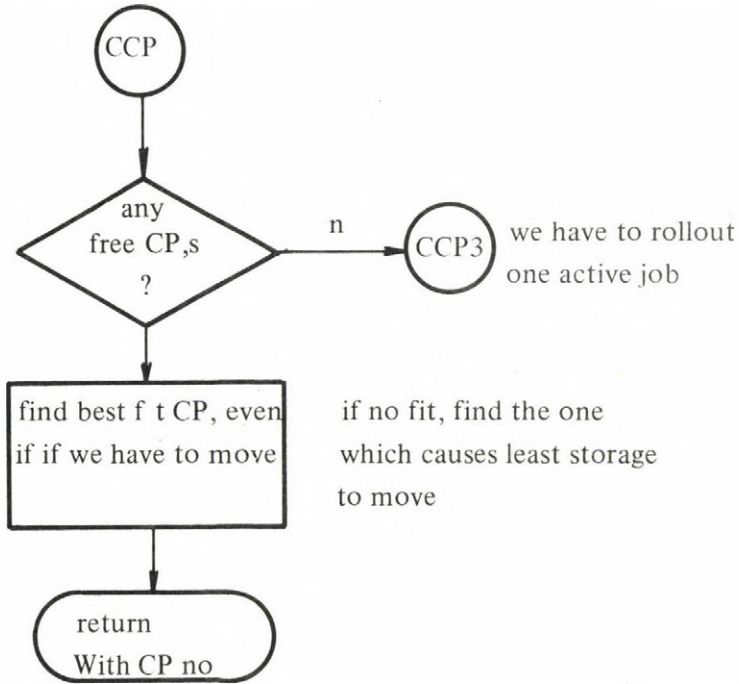 CCP
any
free CP,s
?
n
CCP3
we have to rollout
one active job
find best f t CP, even
if if we have to move
if no fit, find the one
which causes least storage
to move
return
With CP no